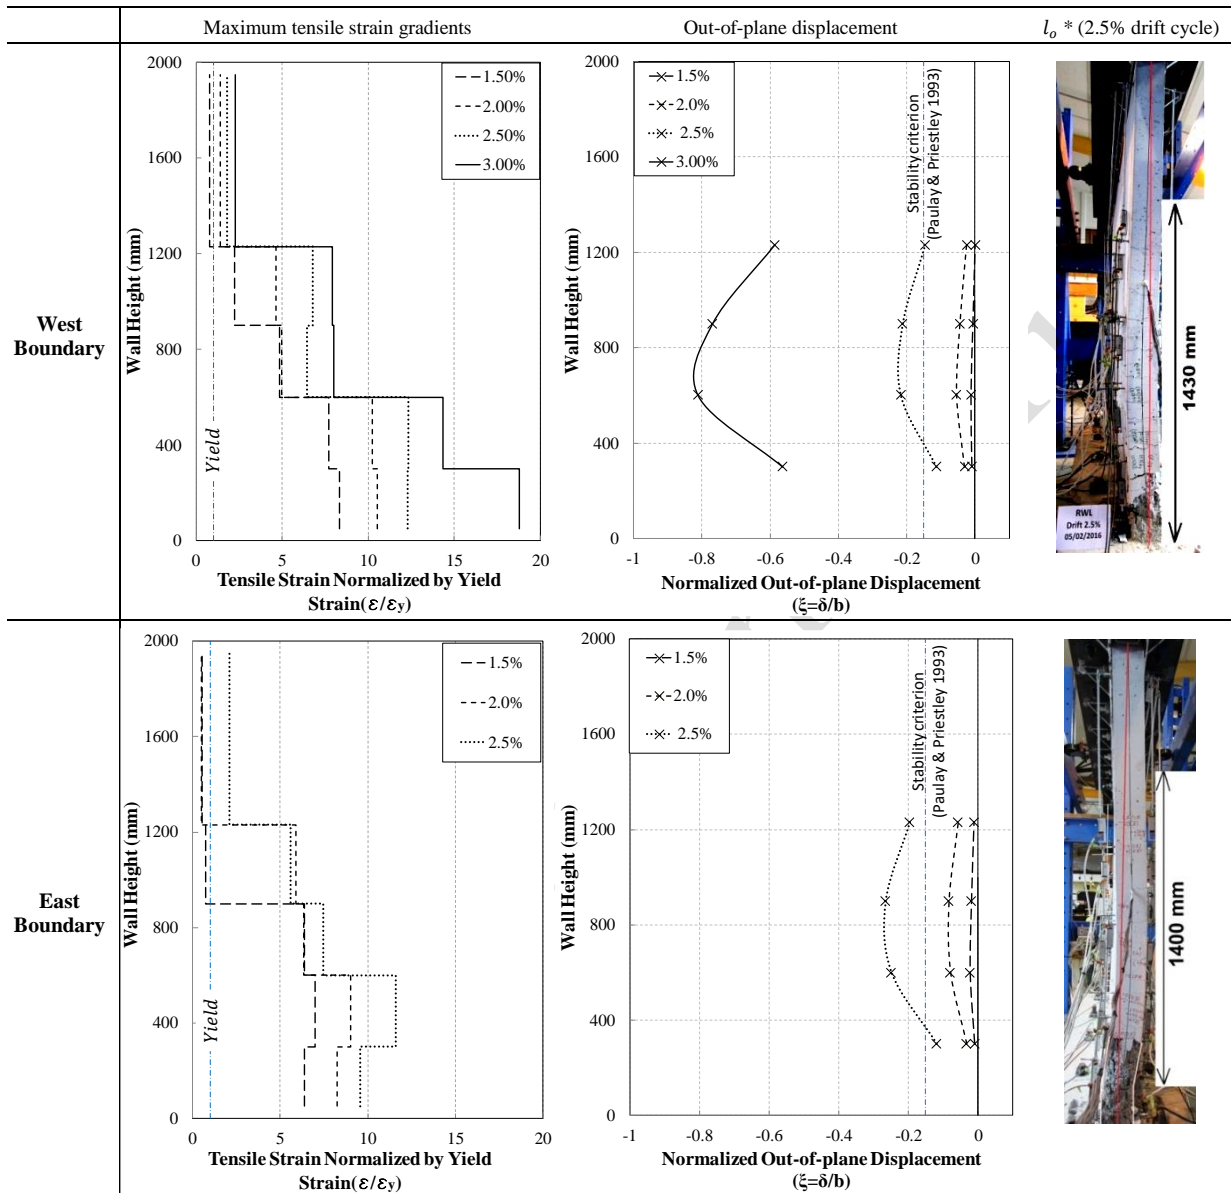 Maximum tensile strain gradients
Out-of-plane displacement
lₒ * (2.5% drift cycle)
West
Boundary
Wall Height (mm)
2000
1600
1200
800
400
0
1.50%
2.00%
2.50%
3.00%
Yield
0
5
10
15
20
Tensile Strain Normalized by Yield
Strain(ε/εy)
Wall Height (mm)
2000
1600
1200
800
400
0
1.5%
2.0%
2.5%
3.00%
Stability criterion
(Paulay & Priestley 1993)
-1
-0.8
-0.6
-0.4
-0.2
0
Normalized Out-of-plane Displacement
(ξ=δ/b)
1430 mm
RWL
Drift 2.5%
05/02/2016
East
Boundary
Wall Height (mm)
2000
1600
1200
800
400
0
1.5%
2.0%
2.5%
Yield
0
5
10
15
20
Tensile Strain Normalized by Yield
Strain(ε/εy)
Wall Height (mm)
2000
1600
1200
800
400
0
1.5%
2.0%
2.5%
Stability criterion
(Paulay & Priestley 1993)
-1
-0.8
-0.6
-0.4
-0.2
0
Normalized Out-of-plane Displacement
(ξ=δ/b)
1400 mm